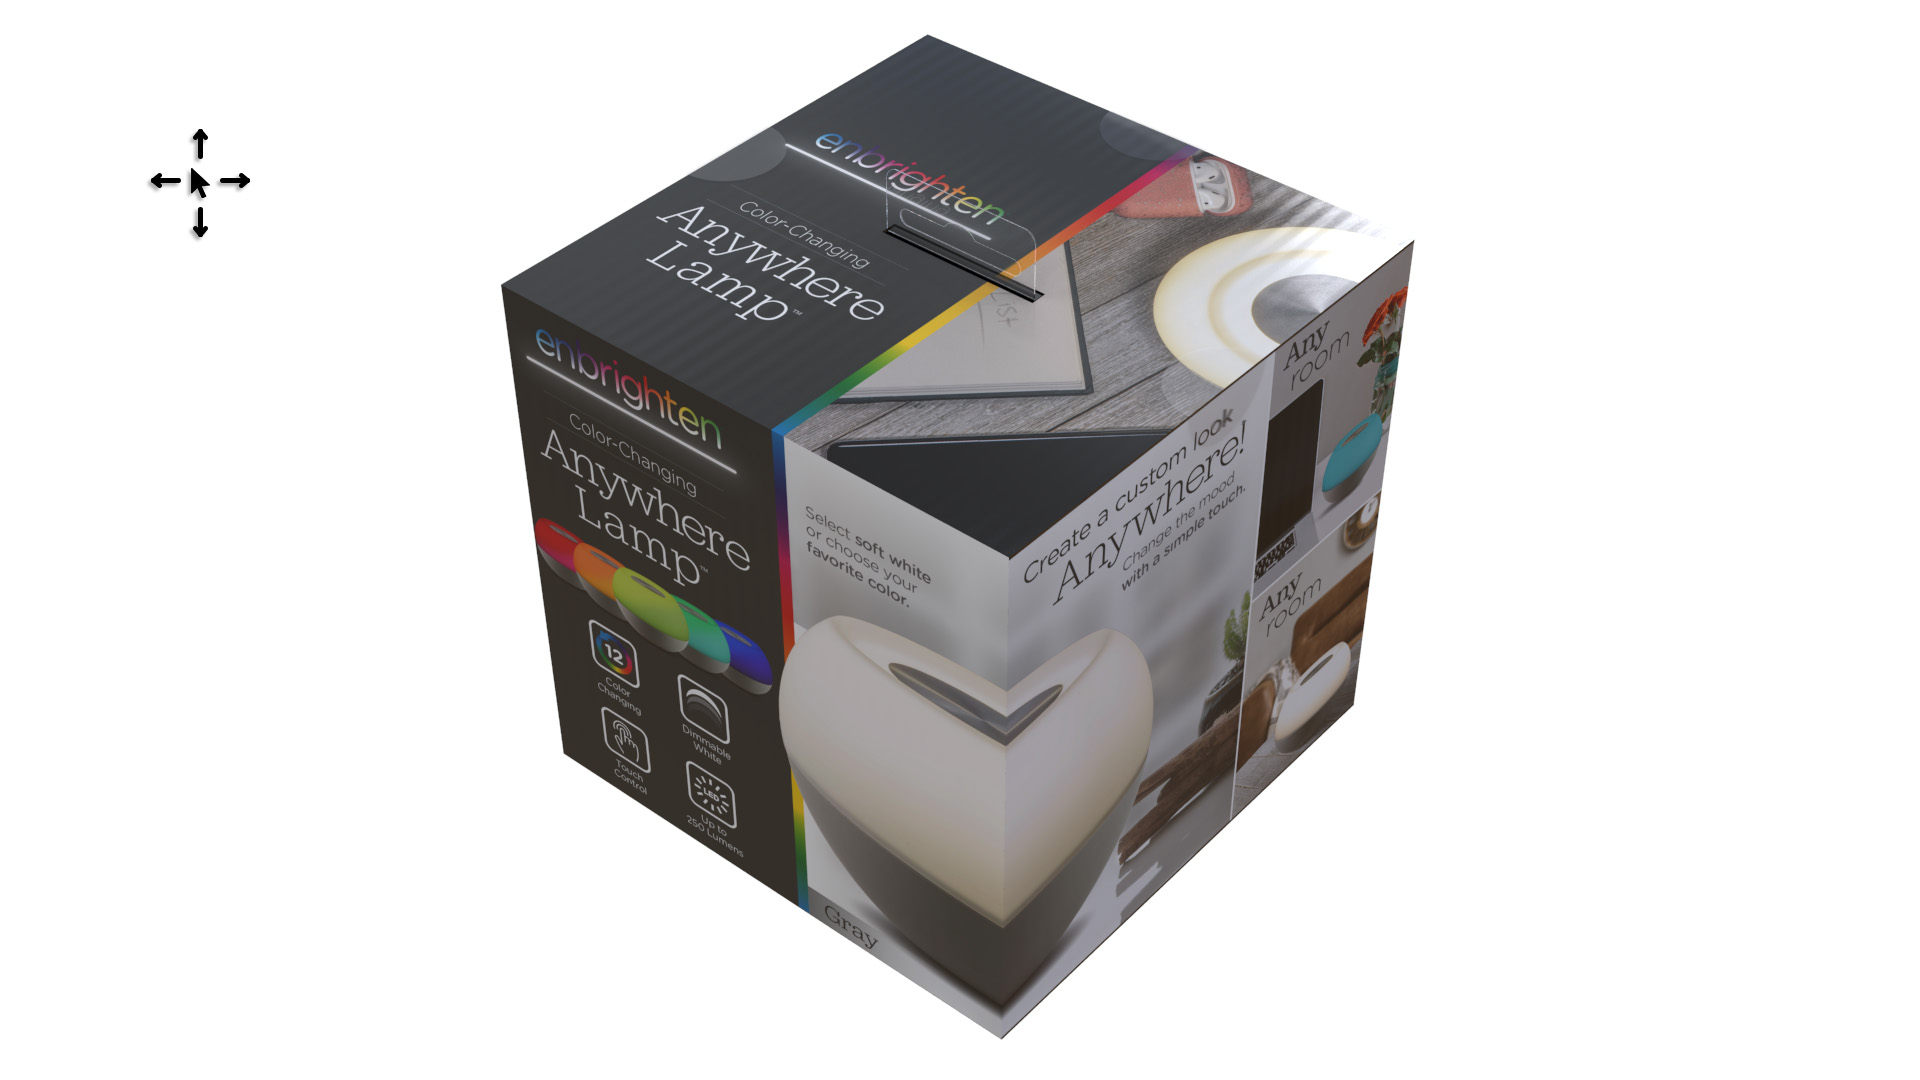 enbrighten
Color-Changing
Anywhere
Lamp™
List
enbrighten
Color-Changing
Anywhere
Lamp™
12
Color
Changing
Dimmable
White
Touch
Control
LED
Up to
250 Lumens
Select soft white
or choose your
favorite color.
Gray
Create a custom look
Anywhere!
Change the mood
with a simple touch.
Any
room
Any
room